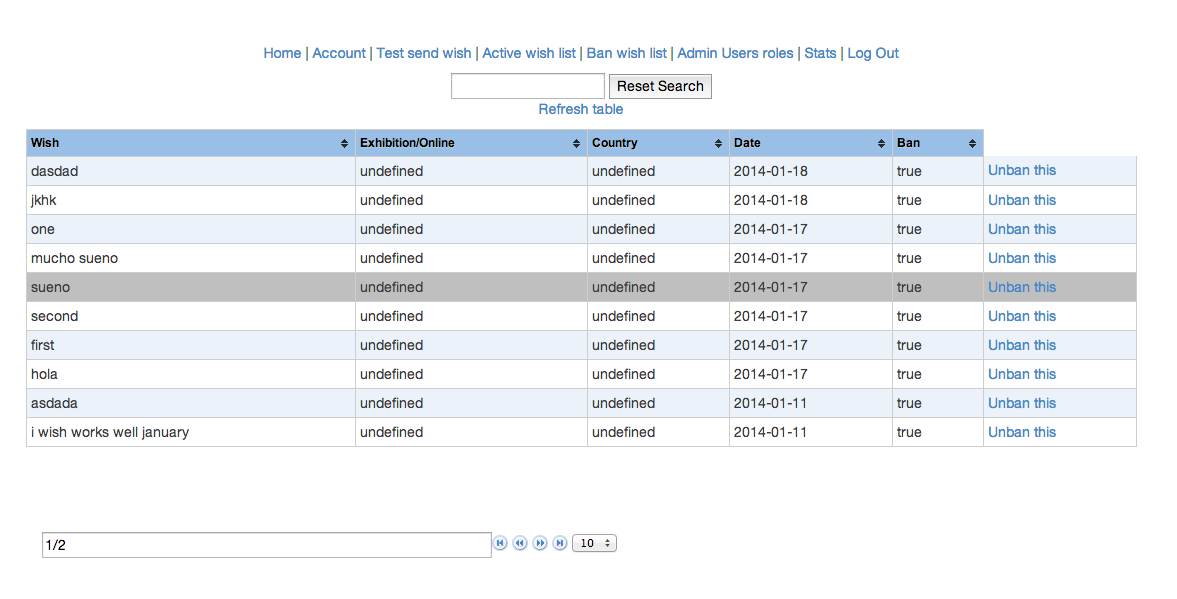 Home | Account | Test send wish | Active wish list | Ban wish list | Admin Users roles | Stats | Log Out
Reset Search
Refresh table
Wish Exhibition/Online Country Date Ban
dasdad undefined undefined 2014-01-18 true Unban this
jkhk undefined undefined 2014-01-18 true Unban this
one undefined undefined 2014-01-17 true Unban this
mucho sueno undefined undefined 2014-01-17 true Unban this
sueno undefined undefined 2014-01-17 true Unban this
second undefined undefined 2014-01-17 true Unban this
first undefined undefined 2014-01-17 true Unban this
hola undefined undefined 2014-01-17 true Unban this
asdada undefined undefined 2014-01-11 true Unban this
i wish works well january undefined undefined 2014-01-11 true Unban this
1/2 10